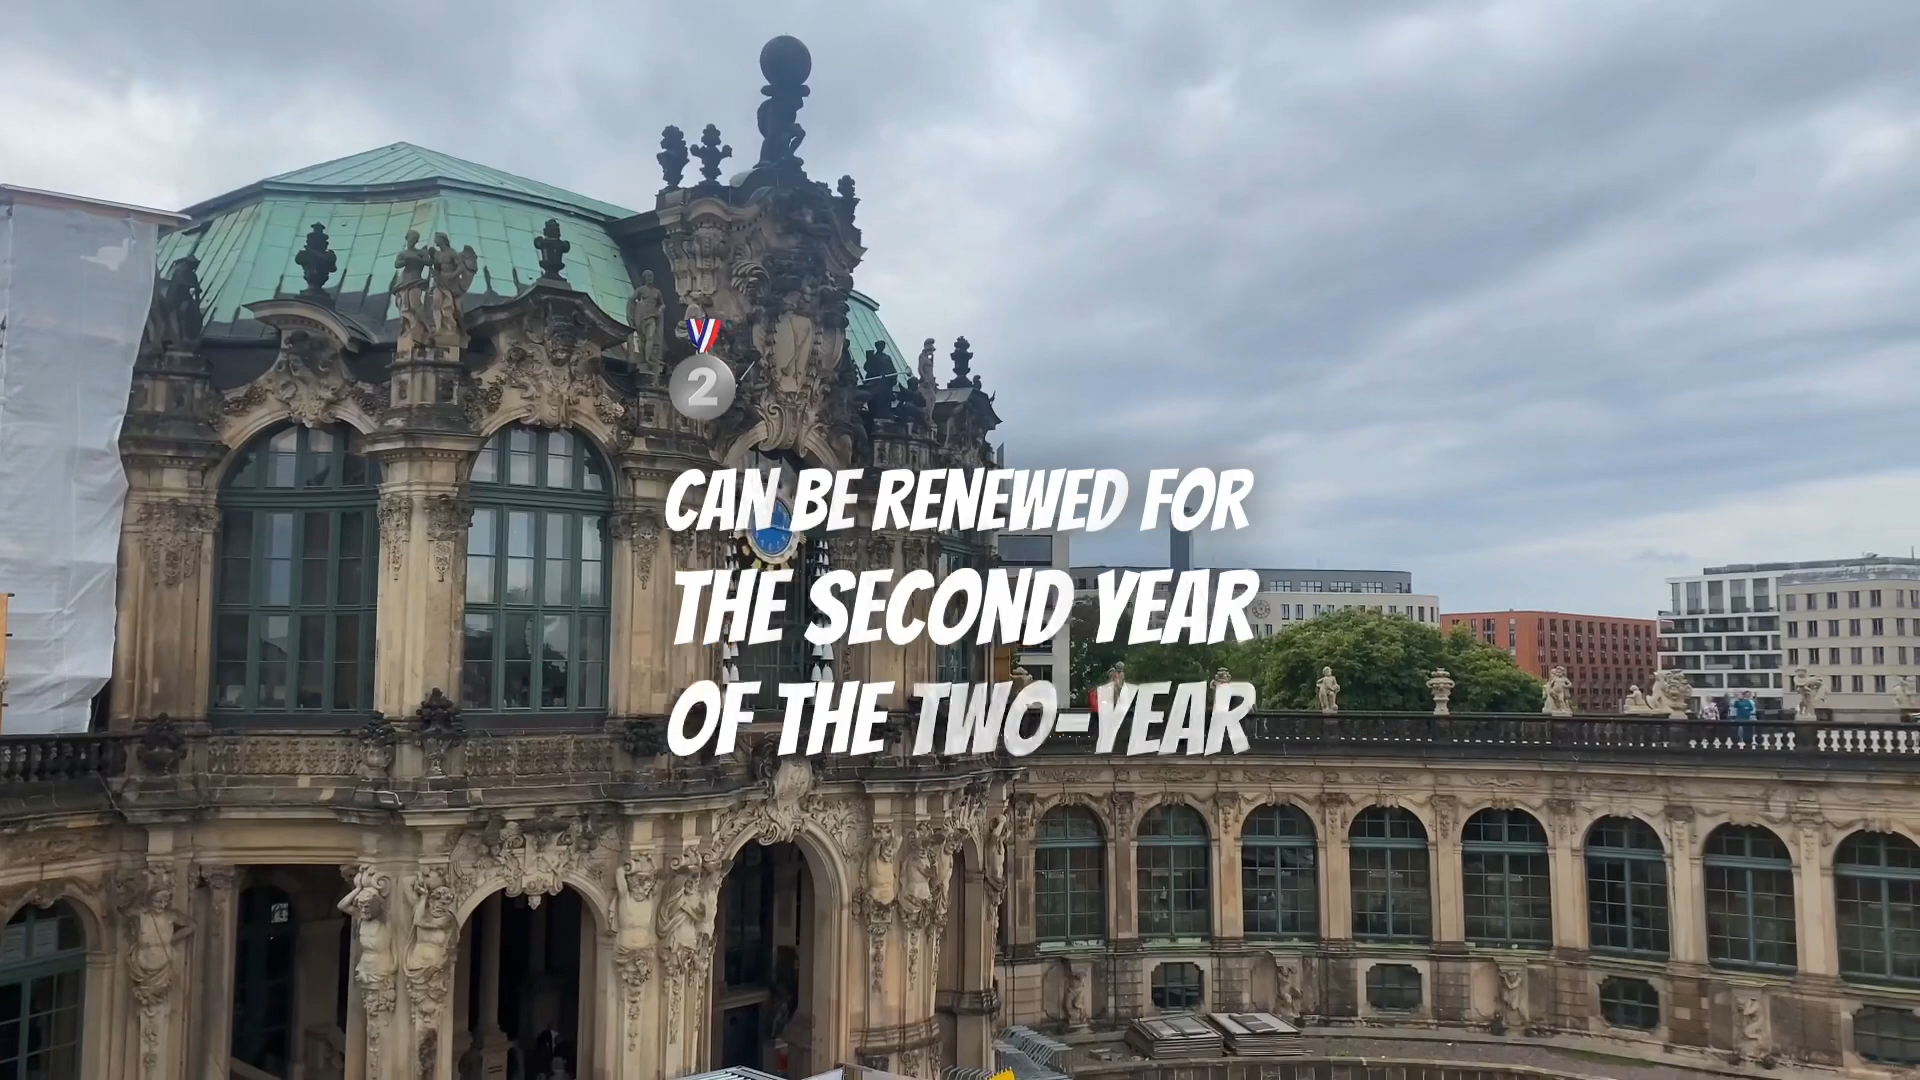 2
CAN BE RENEWED FOR
THE SECOND YEAR
OF THE TWO-YEAR